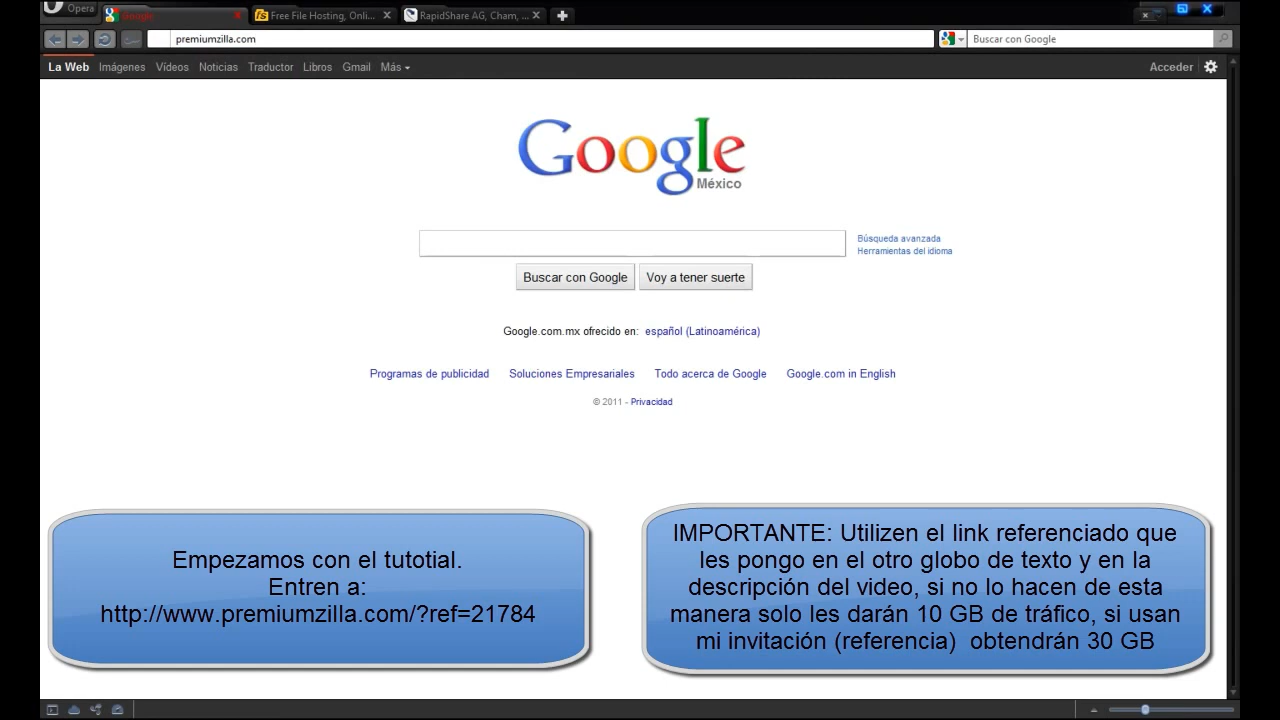 Opera
Google
Free File Hosting, Onli...
RapidShare AG, Cham, ...
premiumzilla.com
Buscar con Google
La Web Imágenes Vídeos Noticias Traductor Libros Gmail Más
Acceder
Google
México
Búsqueda avanzada
Herramientas del idioma
Buscar con Google
Voy a tener suerte
Google.com.mx ofrecido en: español (Latinoamérica)
Programas de publicidad Soluciones Empresariales Todo acerca de Google Google.com in English
© 2011 - Privacidad
Empezamos con el tutotial.
Entren a:
http://www.premiumzilla.com/?ref=21784
IMPORTANTE: Utilizen el link referenciado que
les pongo en el otro globo de texto y en la
descripción del video, si no lo hacen de esta
manera solo les darán 10 GB de tráfico, si usan
mi invitación (referencia)  obtendrán 30 GB